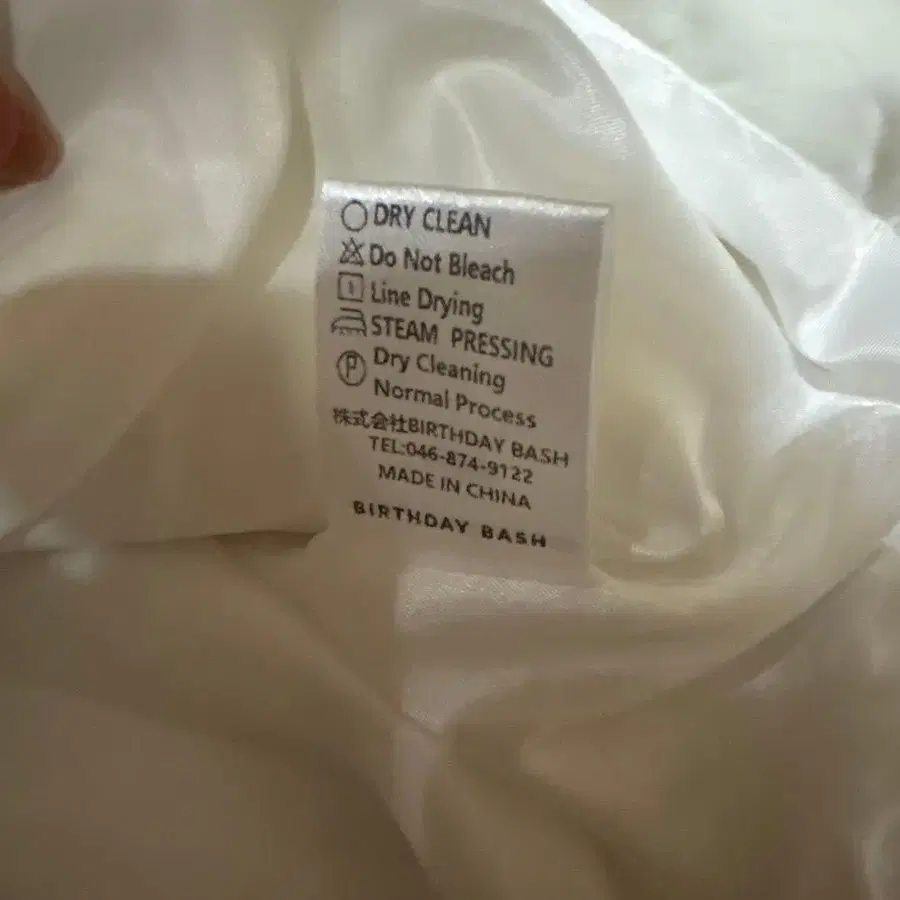 DRY CLEAN
Do Not Bleach
Line Drying
STEAM PRESSING
P Dry Cleaning
Normal Process
株式会社BIRTHDAY BASH
TEL:046-874-9122
MADE IN CHINA
BIRTHDAY BASH